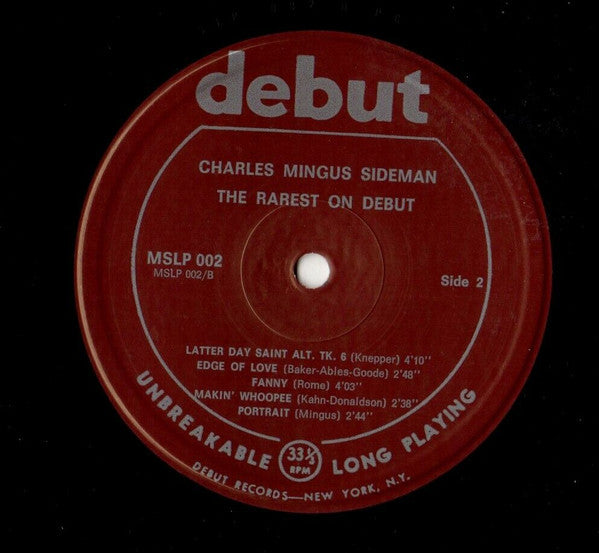 debut
CHARLES MINGUS SIDEMAN
THE RAREST ON DEBUT
MSLP 002
MSLP 002/B
Side 2
LATTER DAY SAINT ALT. TK. 6 (Knepper) 4'10''
EDGE OF LOVE (Baker-Ables-Goode) 2'48''
FANNY (Rome) 4'03''
MAKIN' WHOOPEE (Kahn-Donaldson) 2'38''
PORTRAIT (Mingus) 2'44''
UNBREAKABLE 33 1/3 RPM LONG PLAYING
DEBUT RECORDS—NEW YORK, N.Y.